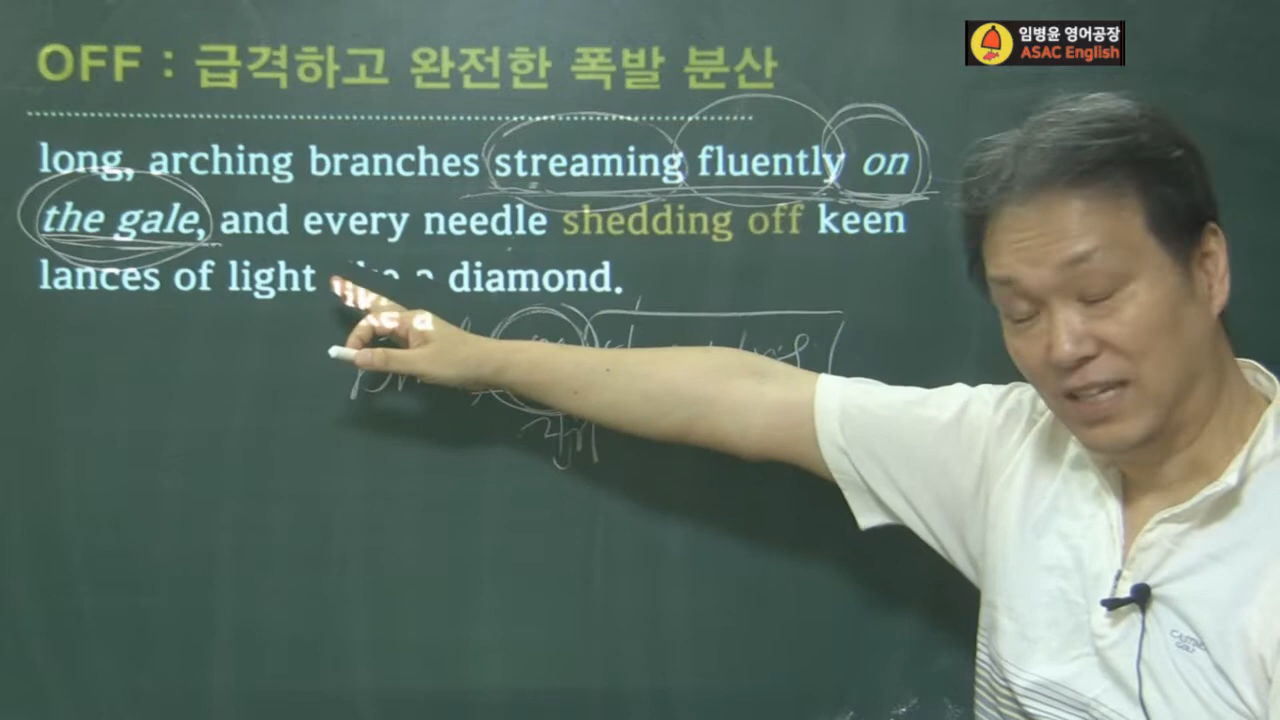 임병윤 영어공장
ASAC English
OFF : 급격하고 완전한 폭발 분산
long, arching branches streaming fluently on
the gale, and every needle shedding off keen
lances of light a diamond.
CASTING
GOLF